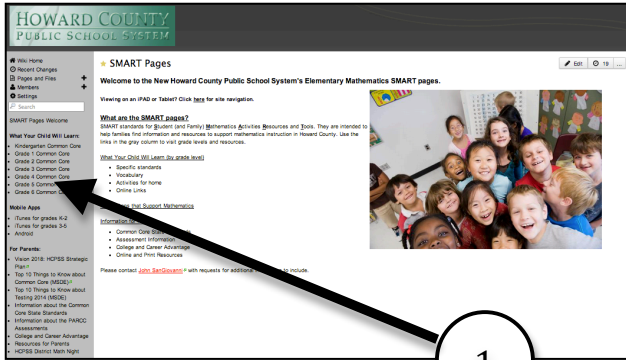 HOWARD COUNTY
PUBLIC SCHOOL SYSTEM
Wiki Home
Recent Changes
Pages and Files
Members
Settings
Search
SMART Pages Welcome
What Your Child Will Learn:
Kindergarten Common Core
Grade 1 Common Core
Grade 2 Common Core
Grade 3 Common Core
Grade 4 Common Core
Grade 5 Common
Grade 6 Common
Mobile Apps
iTunes for grades K-2
iTunes for grades 3-5
Android
For Parents:
Vision 2018: HCPSS Strategic
Plan
Top 10 Things to Know about
Common Core (MSDE)
Top 10 Things to Know about
Testing 2014 (MSDE)
Information about the Common
Core State Standards
Information about the PARCC
Assessments
College and Career Advantage
Resources for Parents
HCPSS District Math Night
SMART Pages
Edit
19
...
Welcome to the New Howard County Public School System's Elementary Mathematics SMART pages.
Viewing on an iPAD or Tablet? Click here for site navigation.
What are the SMART pages?
SMART standards for Student (and Family) Mathematics Activities Resources and Tools. They are intended to
help families find information and resources to support mathematics instruction in Howard County. Use the
links in the gray column to visit grade levels and resources.
What Your Child Will Learn (by grade level)
Specific standards
Vocabulary
Activities for home
Online Links
that Support Mathematics
Information
Common Core State
Assessment Information
College and Career Advantage
Online and Print Resources
Please contact John SanGiovanni with requests for additional to include.
1